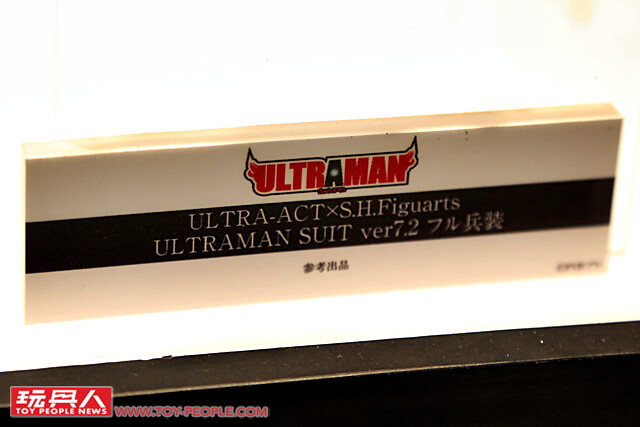 ULTRAMAN
ULTRA-ACT×S.H.Figuarts
ULTRAMAN SUIT ver7.2 フル兵装
参考出品
玩具人
TOY PEOPLE NEWS
WWW.TOY-PEOPLE.COM